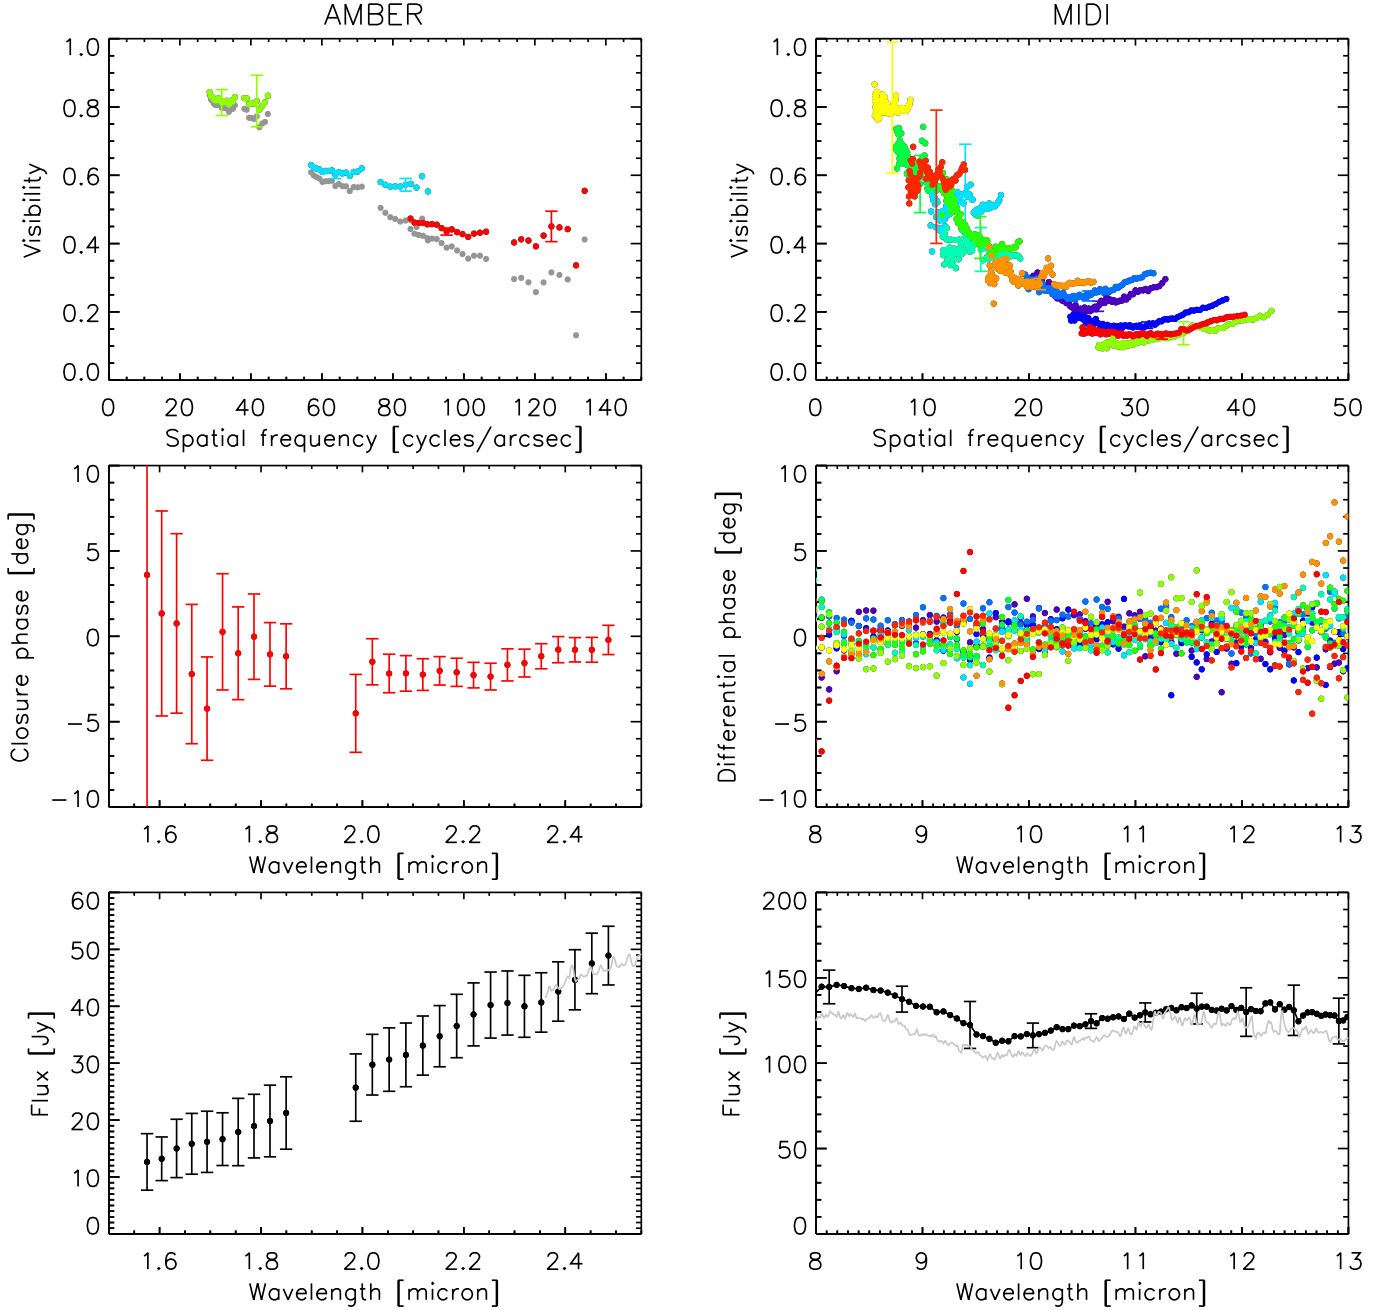 AMBER
MIDI
1.0
0.8
0.6
0.4
0.2
0.0
Visibility
0 20 40 60 80 100 120 140
Spatial frequency [cycles/arcsec]
1.0
0.8
0.6
0.4
0.2
0.0
Visibility
0 10 20 30 40 50
Spatial frequency [cycles/arcsec]
10
5
0
−5
−10
Closure phase [deg]
1.6 1.8 2.0 2.2 2.4
Wavelength [micron]
10
5
0
−5
−10
Differential phase [deg]
8 9 10 11 12 13
Wavelength [micron]
60
50
40
30
20
10
0
Flux [Jy]
1.6 1.8 2.0 2.2 2.4
Wavelength [micron]
200
150
100
50
0
Flux [Jy]
8 9 10 11 12 13
Wavelength [micron]